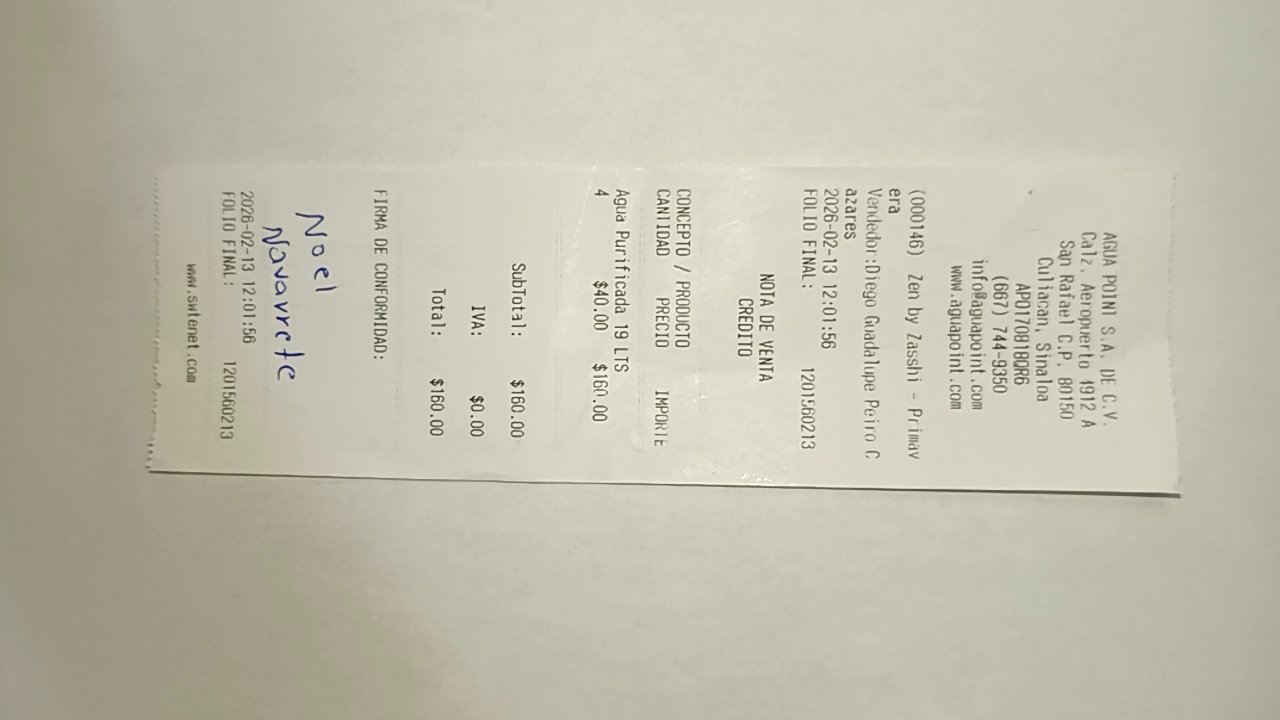 AGUA POINT S.A. DE C.V.
Calz. Aeropuerto 4912 A
San Rafael C.P. 80150
Culiacan, Sinaloa
APO170818QR6
(667) 744-9350
info@aguapoint.com
www.aguapoint.com
(000146) Zen by Zasshi - Primav
era
Vendedor:Diego Guadalupe Peiro C
azares
2026-02-13 12:01:56
FOLIO FINAL: 1201560213
NOTA DE VENTA
CREDITO
CONCEPTO / PRODUCTO
CANTIDAD PRECIO IMPORTE
Agua Purificada 19 LTS
4 $40.00 $160.00
SubTotal: $160.00
IVA: $0.00
Total: $160.00
FIRMA DE CONFORMIDAD:
Noel
Navarrete
2026-02-13 12:01:56
FOLIO FINAL: 1201560213
www.swtenet.com